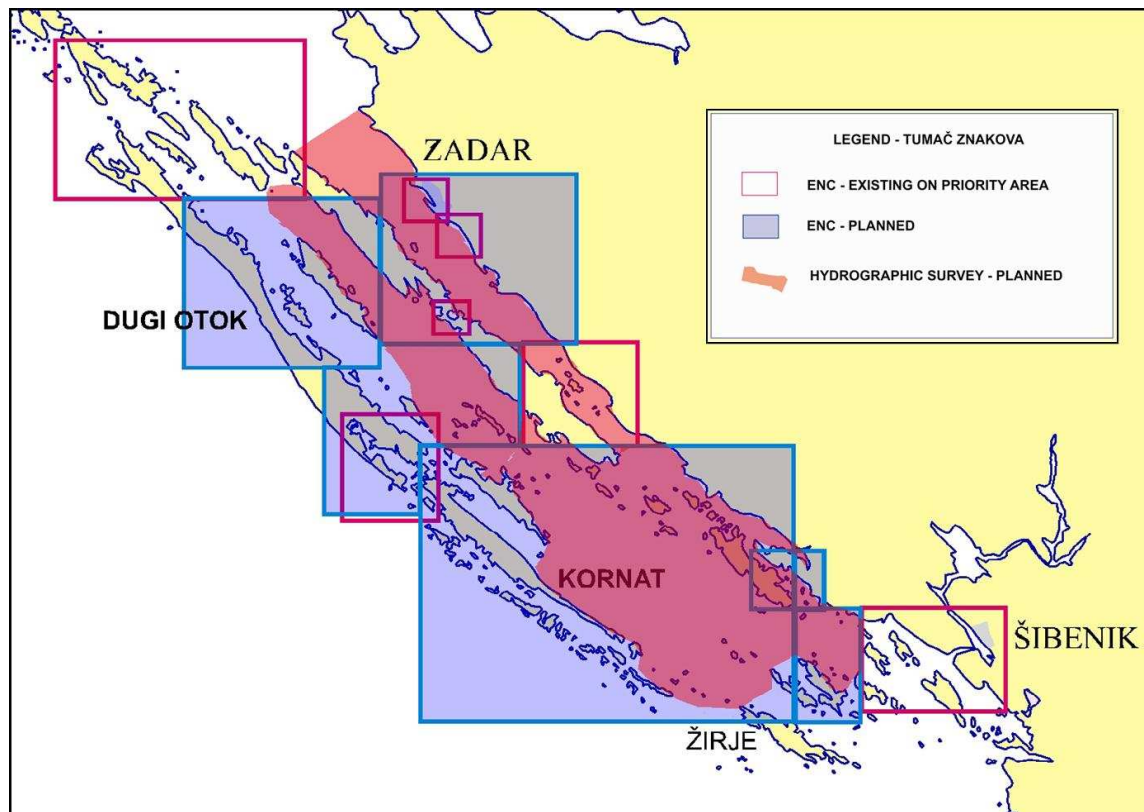 ZADAR
DUGI OTOK
KORNAT
ŠIBENIK
ŽIRJE
LEGEND - TUMAČ ZNAKOVA
ENC - EXISTING ON PRIORITY AREA
ENC - PLANNED
HYDROGRAPHIC SURVEY - PLANNED